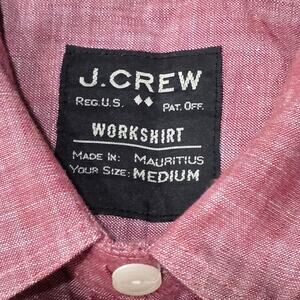 J.CREW
REG. U.S. PAT. OFF.
WORKSHIRT
MADE IN: MAURITIUS
YOUR SIZE: MEDIUM